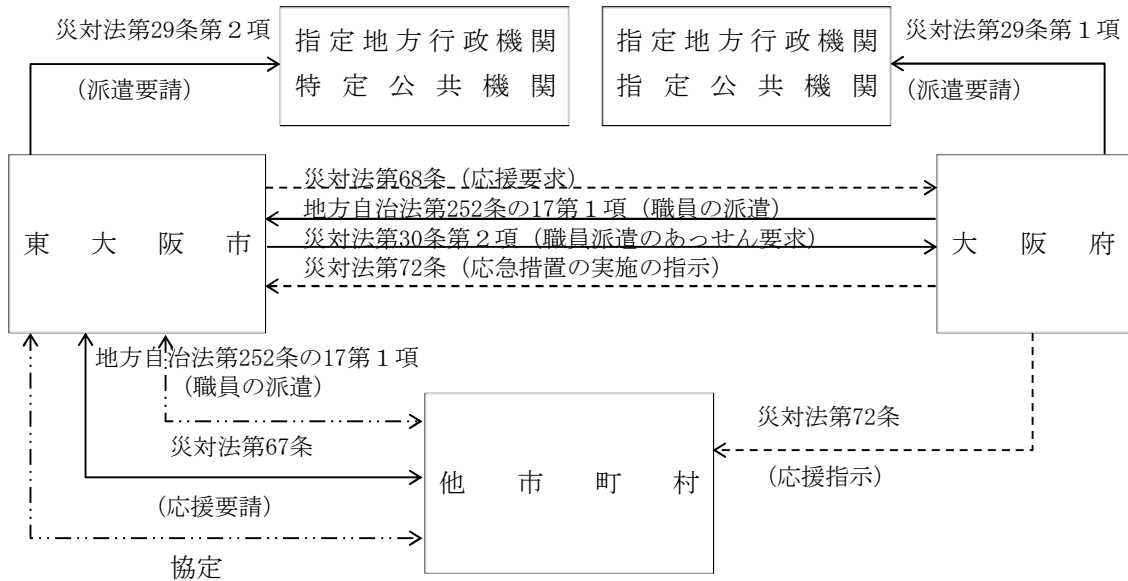 災対法第29条第２項
(派遣要請)
指定地方行政機関
特定公共機関
指定地方行政機関
指定公共機関
災対法第29条第１項
(派遣要請)
東大阪市
災対法第68条（応援要求）
地方自治法第252条の17第１項（職員の派遣）
災対法第30条第２項（職員派遣のあっせん要求）
災対法第72条（応急措置の実施の指示）
大阪府
地方自治法第252条の17第１項
（職員の派遣）
災対法第67条
(応援要請)
協定
他市町村
災対法第72条
(応援指示)